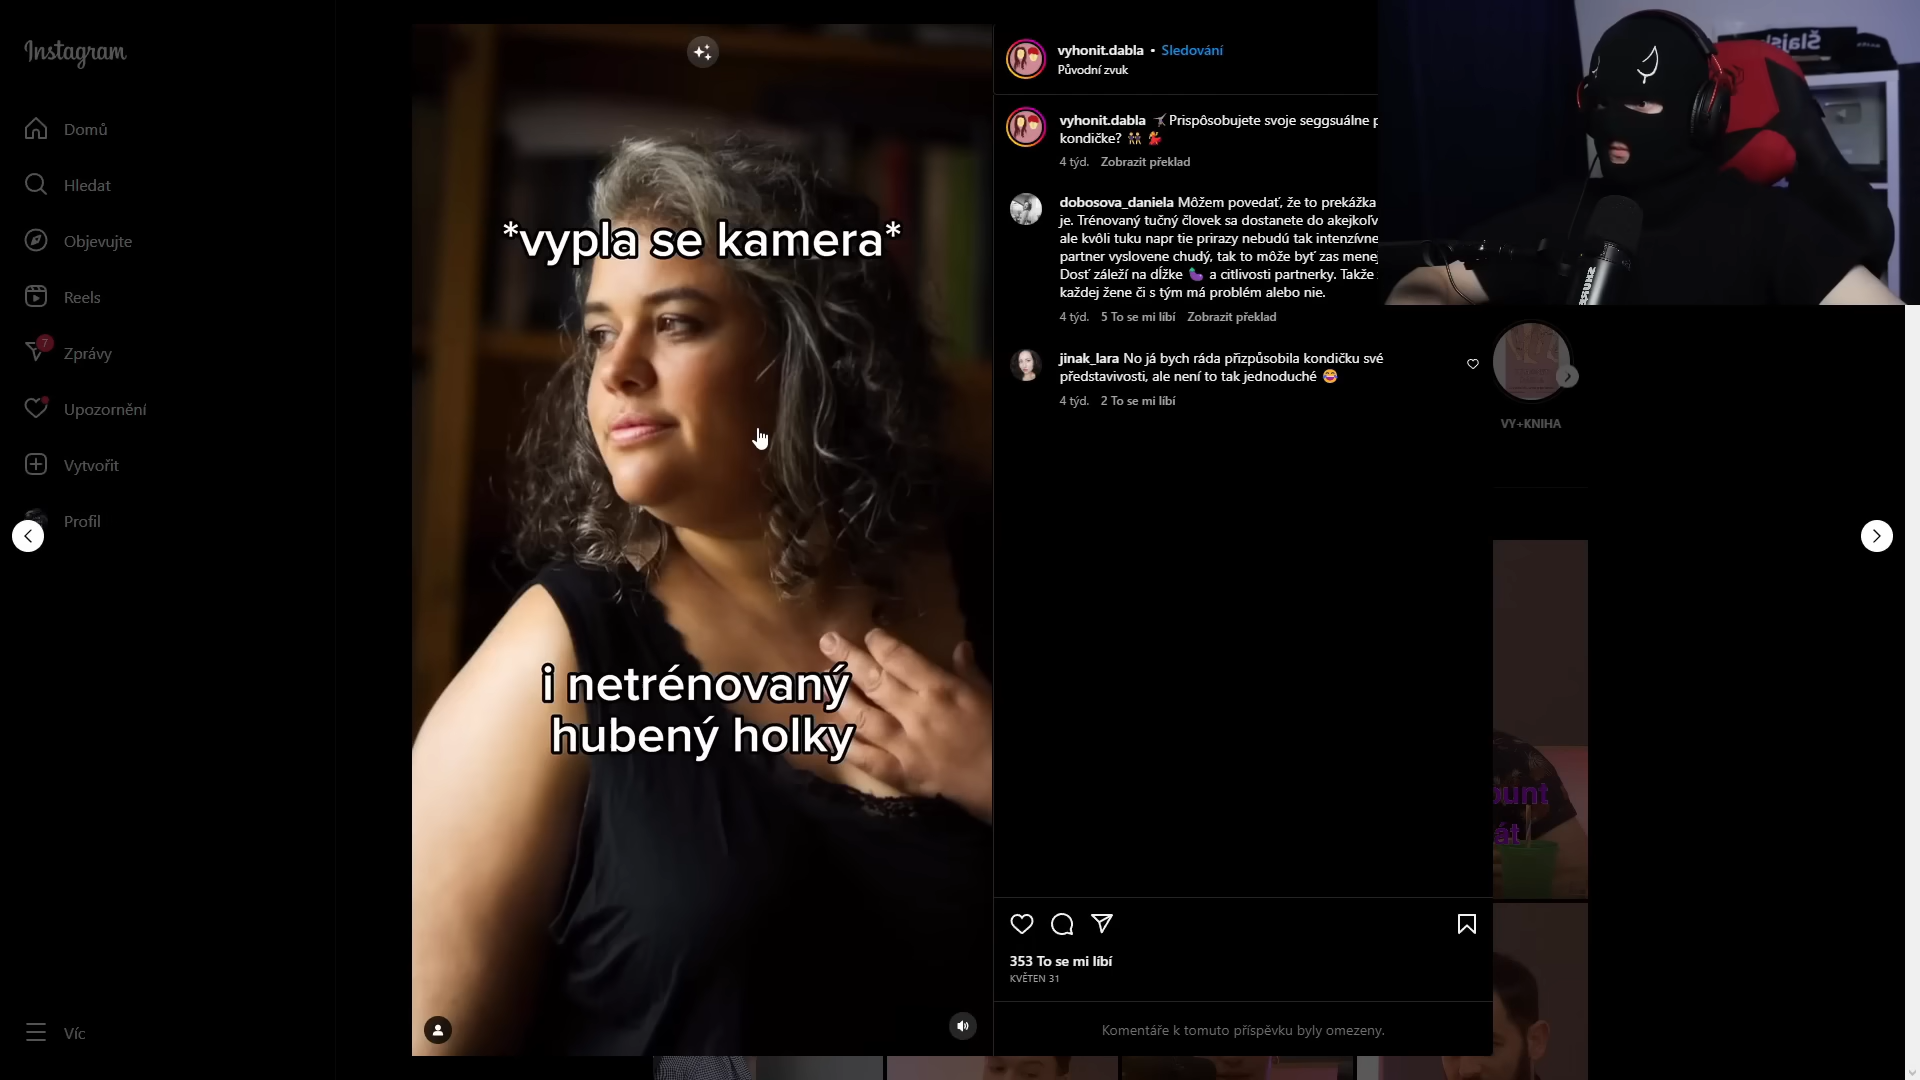 Instagram
Domů
Hledat
Objevujte
Reels
7
Zprávy
Upozornění
Vytvořit
Profil
Víc
*vypla se kamera*
i netrénovaný
hubený holky
vyhonit.dabla • Sledování
Původní zvuk
vyhonit.dabla Prispôsobujete svoje seggsuálne
kondičke?
4 týd. Zobrazit překlad
dobosova_daniela Môžem povedať, že to prekážka
je. Trénovaný tučný človek sa dostanete do
ale kvôli tuku napr tie prirazy nebudú tak intenzívne
partner vyslovene chudý, tak to môže byť zas menej
Dosť záleží na dĺžke a citlivosti partnerky. Takže
každej žene či s tým má problém alebo nie.
4 týd. 5 To se mi líbí Zobrazit překlad
jinak_lara No já bych ráda přizpůsobila kondičku své
představivosti, ale není to tak jednoduché
4 týd. 2 To se mi líbí
353 To se mi líbí
KVĚTEN 31
Komentáře k tomuto příspěvku byly omezeny.
VY+KNIHA